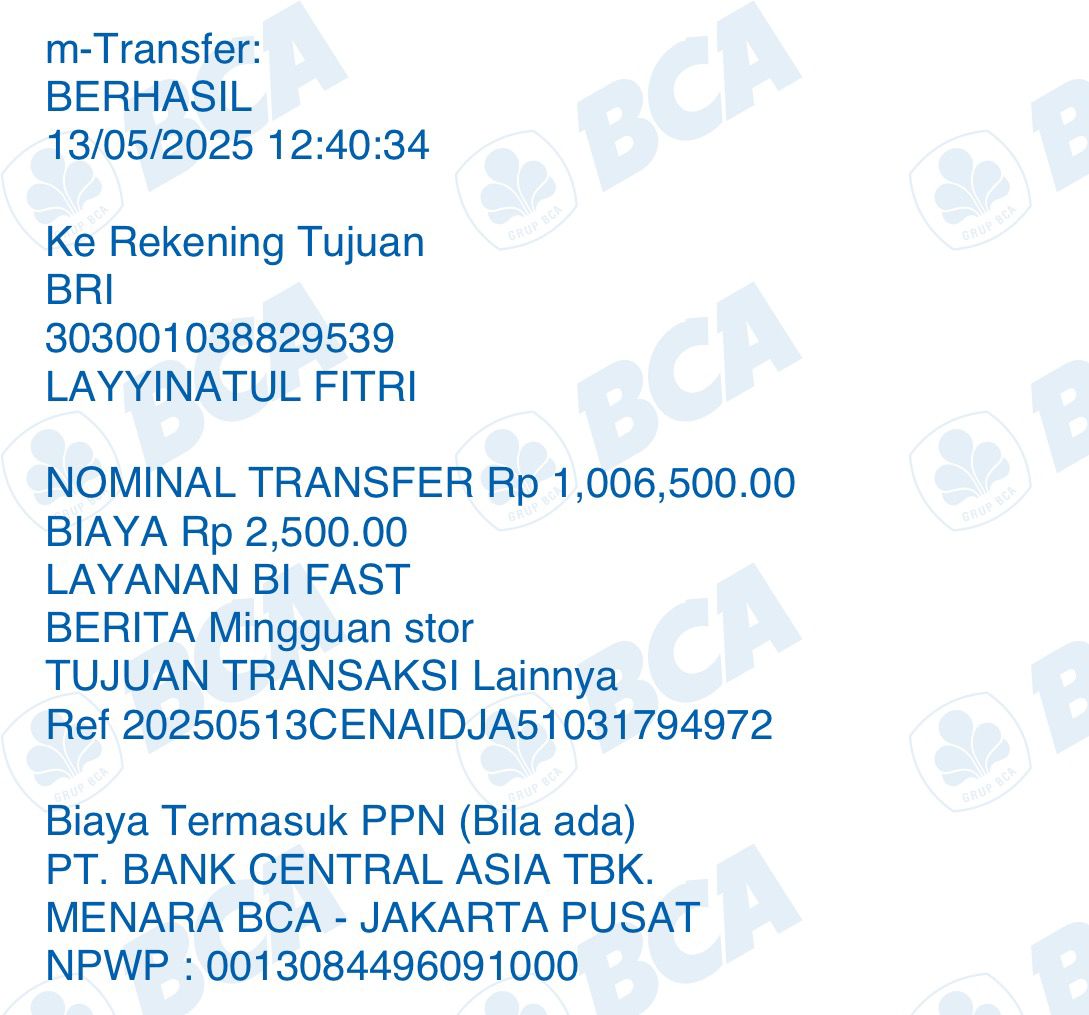 m-Transfer:
BERHASIL
13/05/2025 12:40:34
Ke Rekening Tujuan
BRI
303001038829539
LAYYINATUL FITRI
NOMINAL TRANSFER Rp 1,006,500.00
BIAYA Rp 2,500.00
LAYANAN BI FAST
BERITA Mingguan stor
TUJUAN TRANSAKSI Lainnya
Ref 20250513CENAIDJA51031794972
Biaya Termasuk PPN (Bila ada)
PT. BANK CENTRAL ASIA TBK.
MENARA BCA - JAKARTA PUSAT
NPWP : 0013084496091000